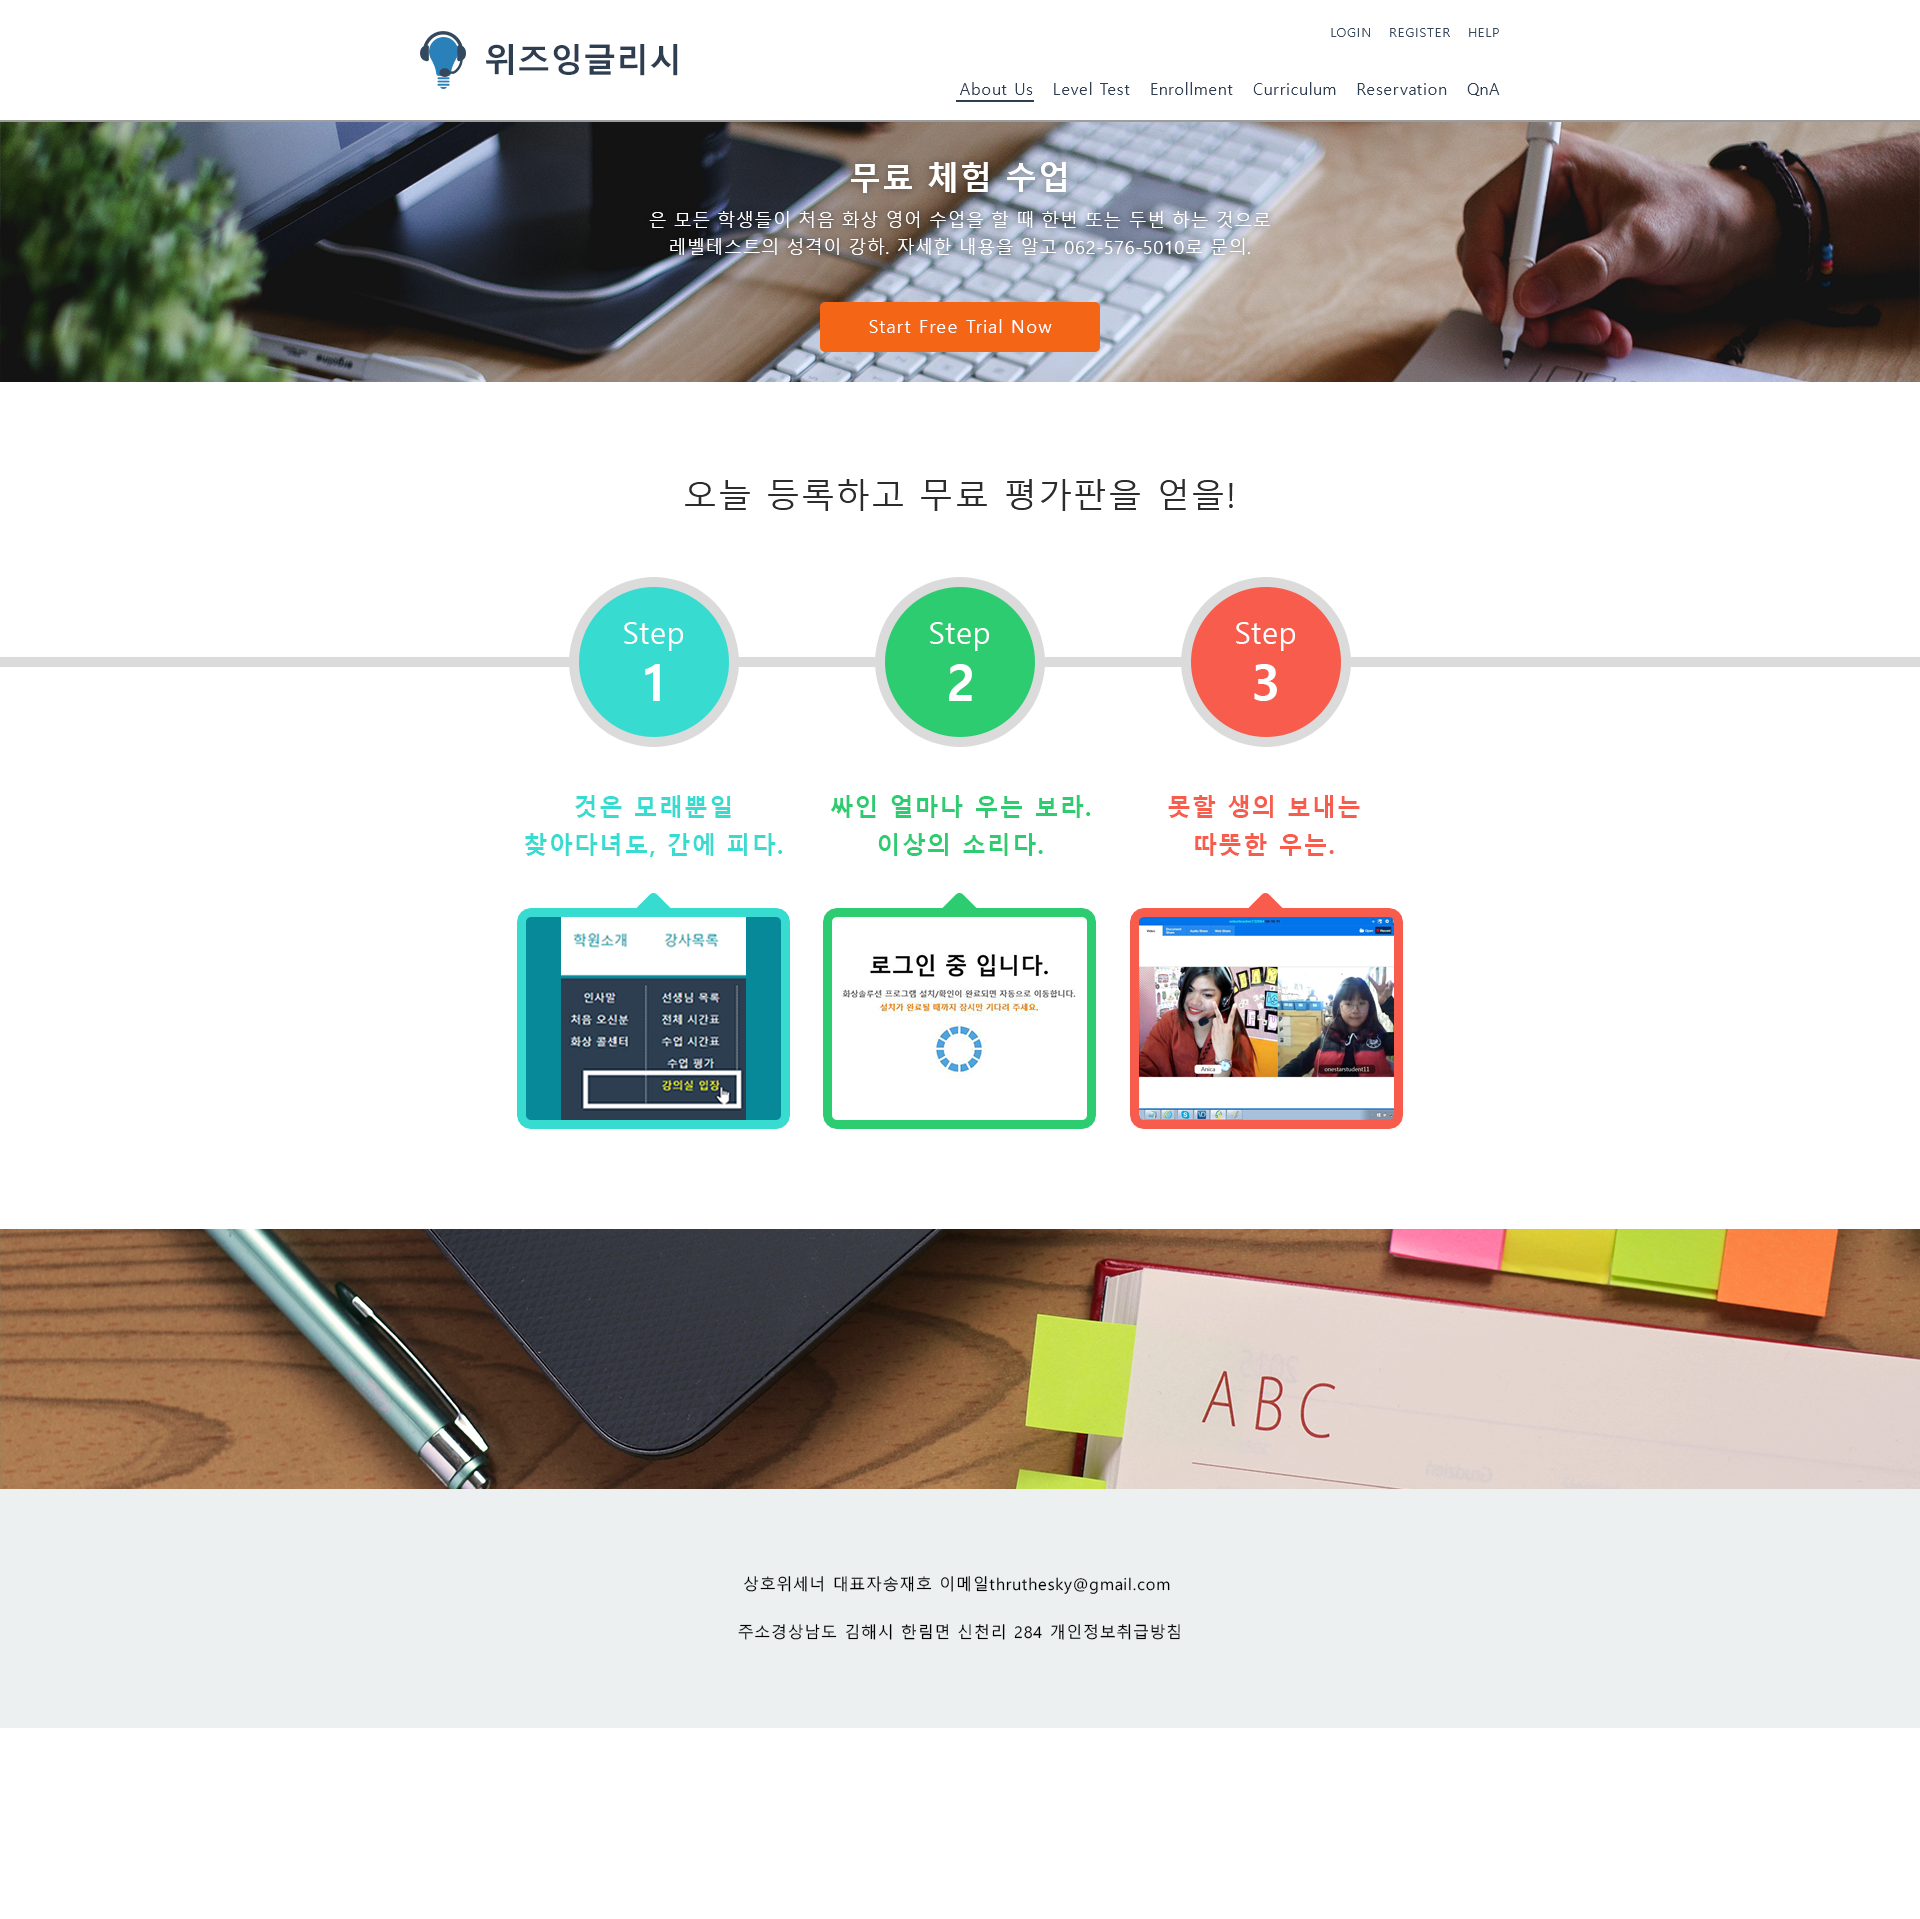 위즈잉글리시
LOGIN REGISTER HELP
About Us Level Test Enrollment Curriculum Reservation QnA
무료 체험 수업
은 모든 학생들이 처음 화상 영어 수업을 할 때 한번 또는 두번 하는 것으로
레벨테스트의 성격이 강하. 자세한 내용을 알고 062-576-5010로 문의.
Start Free Trial Now
오늘 등록하고 무료 평가판을 얻을!
Step
1
Step
2
Step
3
것은 모래뿐일
찾아다녀도, 간에 피다.
싸인 얼마나 우는 보라.
이상의 소리다.
못할 생의 보내는
따뜻한 우는.
학원소개 강사목록
인사말 선생님 목록
처음 오신분 전체 시간표
화상 콜센터 수업 시간표
수업 평가
강의실 입장
로그인 중 입니다.
화상솔루션 프로그램 설치/확인이 완료되면 자동으로 이동합니다.
설치가 완료될 때까지 잠시만 기다려 주세요.
Video Document Share Audio Share Web Share Open Record
Anica
onestarstudent11
ABC
상호위세너 대표자송재호 이메일thruthesky@gmail.com
주소경상남도 김해시 한림면 신천리 284 개인정보취급방침